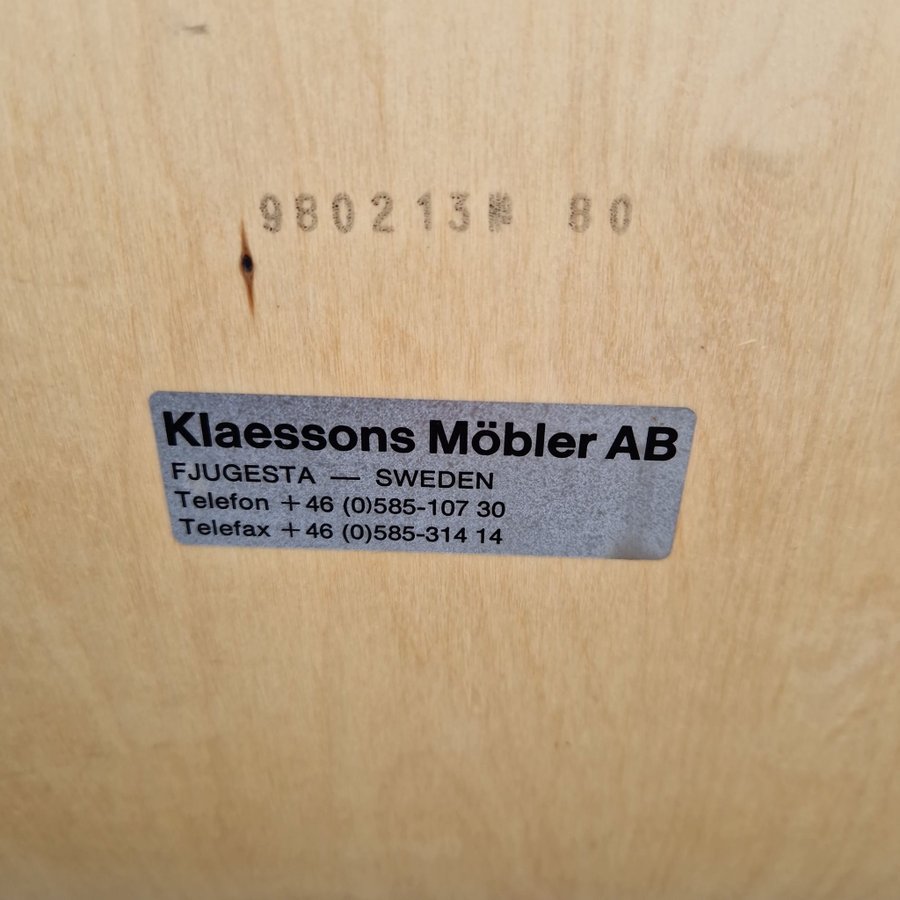 980213 80
Klaessons Möbler AB
FJUGESTA — SWEDEN
Telefon +46 (0)585-107 30
Telefax +46 (0)585-314 14